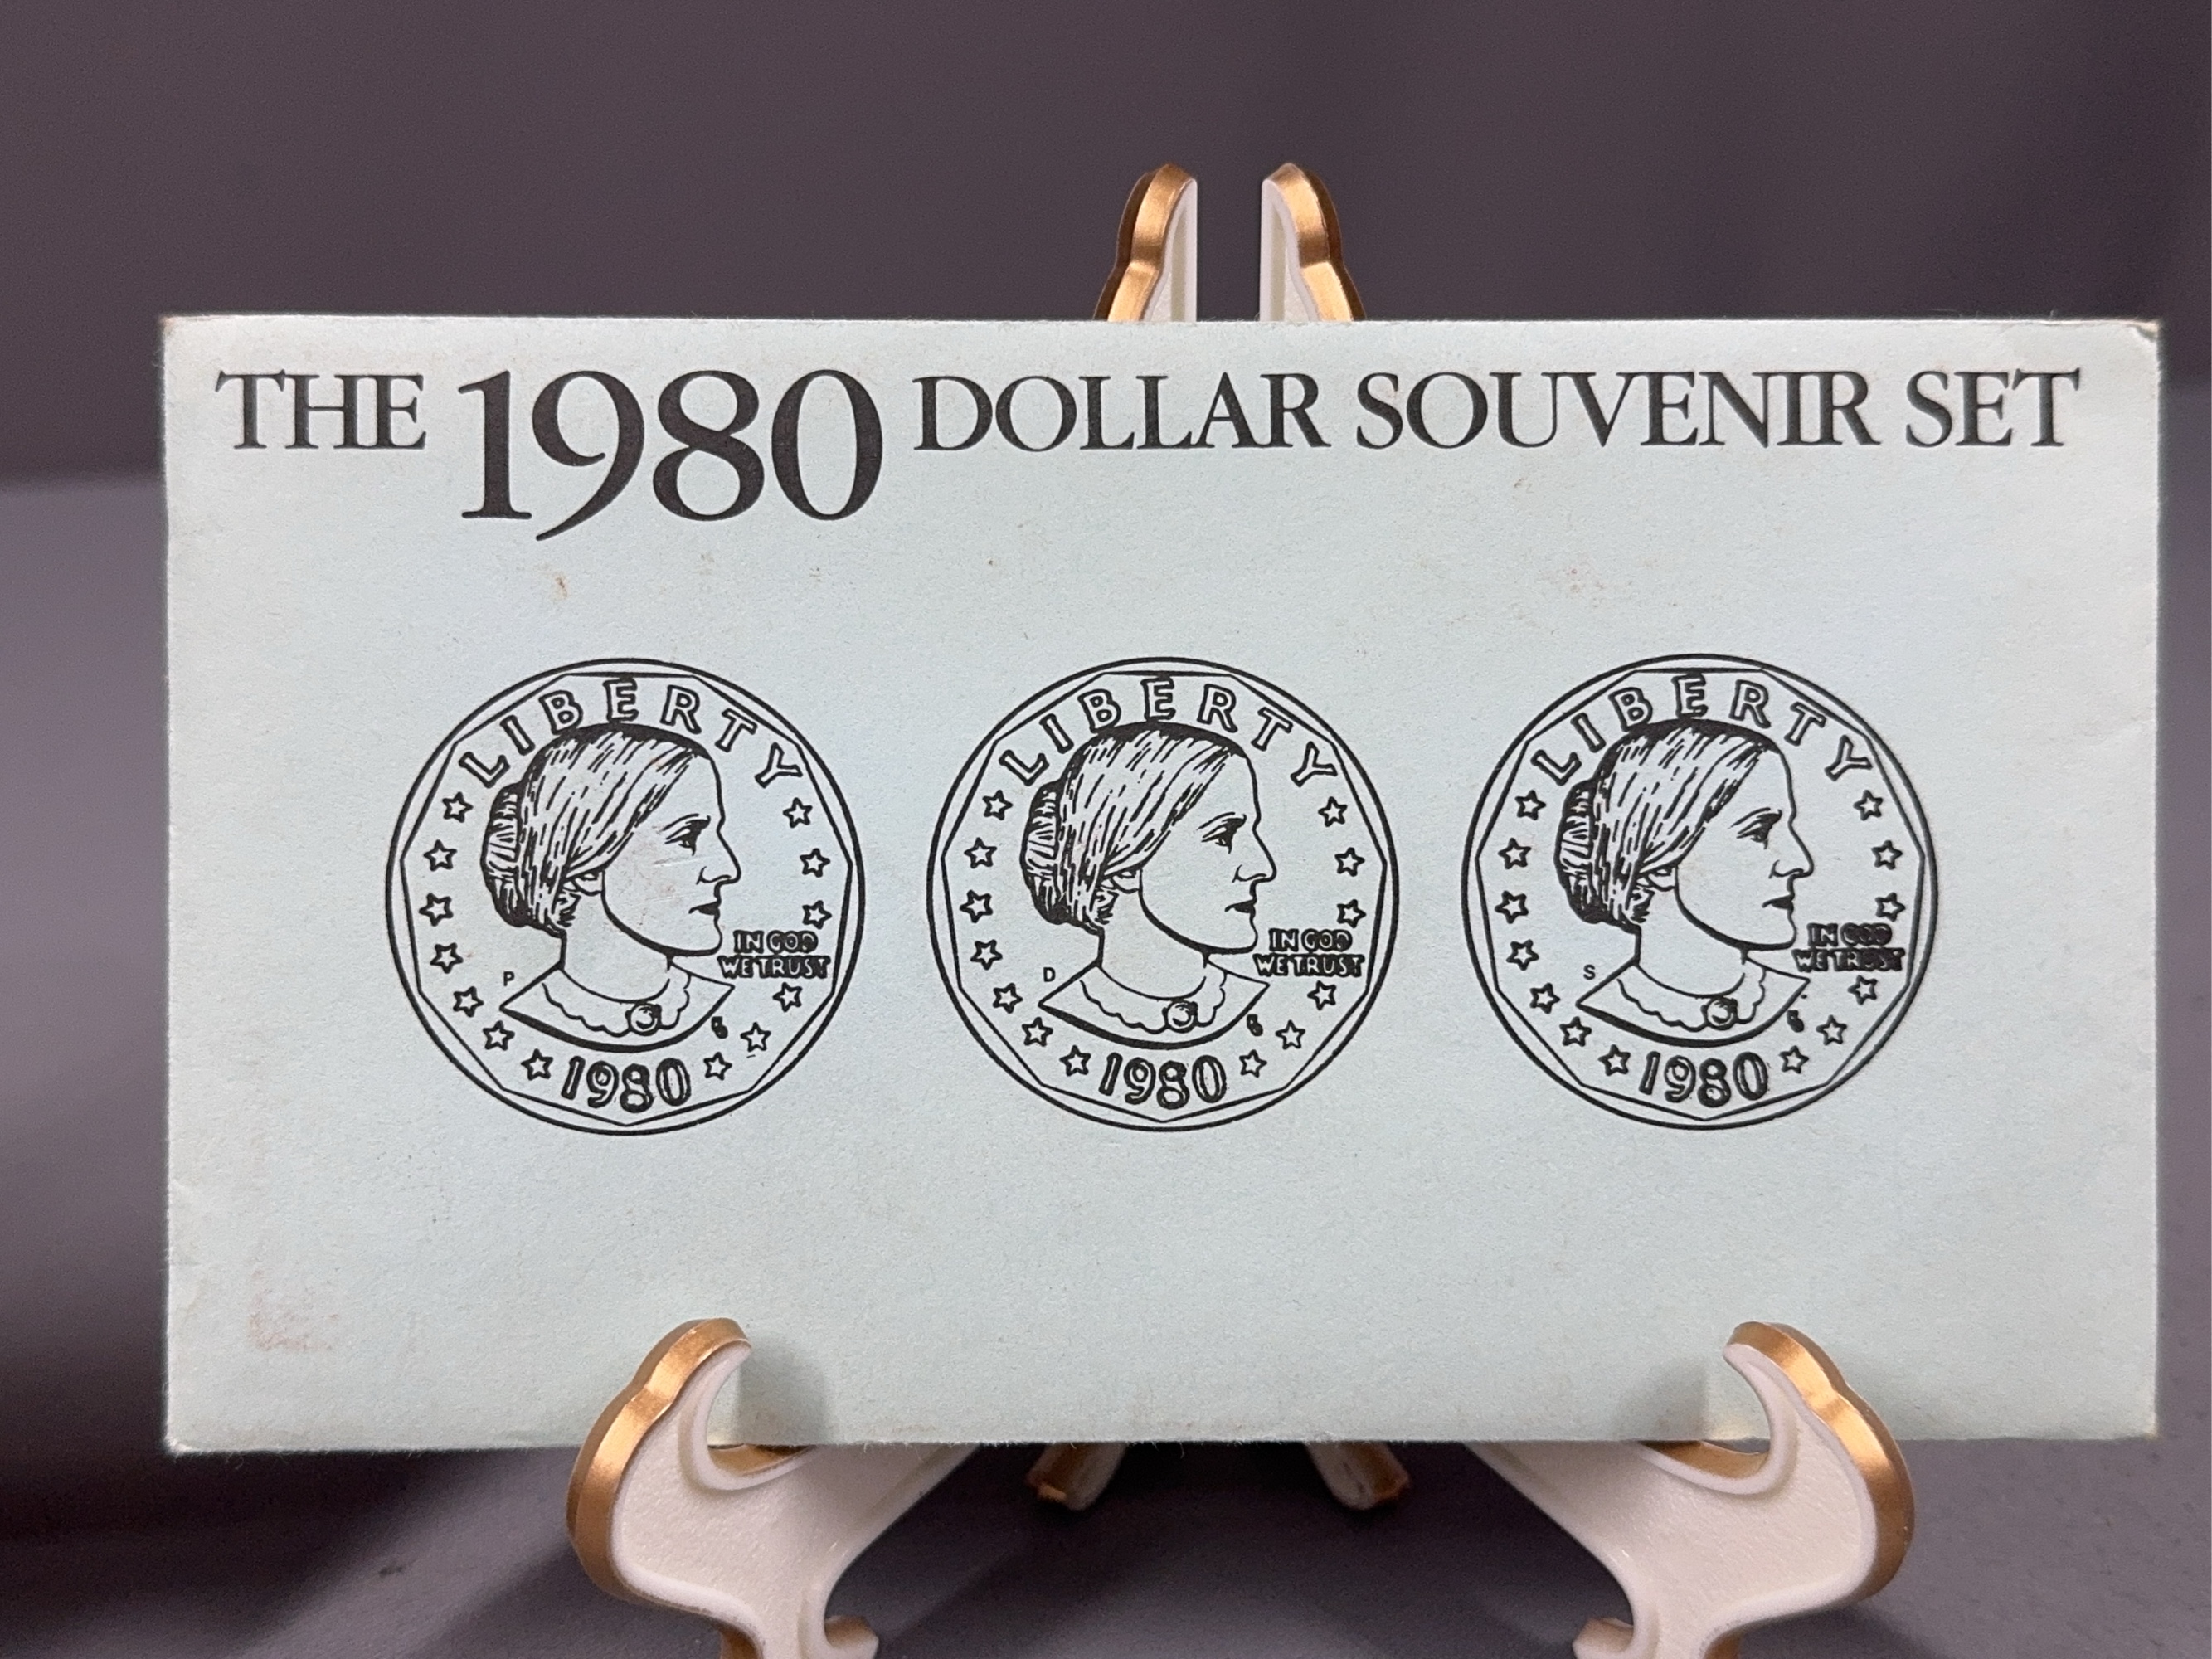 THE 1980 DOLLAR SOUVENIR SET
LIBERTY
IN GOD
WE TRUST
P
1980
LIBERTY
IN GOD
WE TRUST
D
1980
LIBERTY
IN GOD
WE TRUST
S
1980